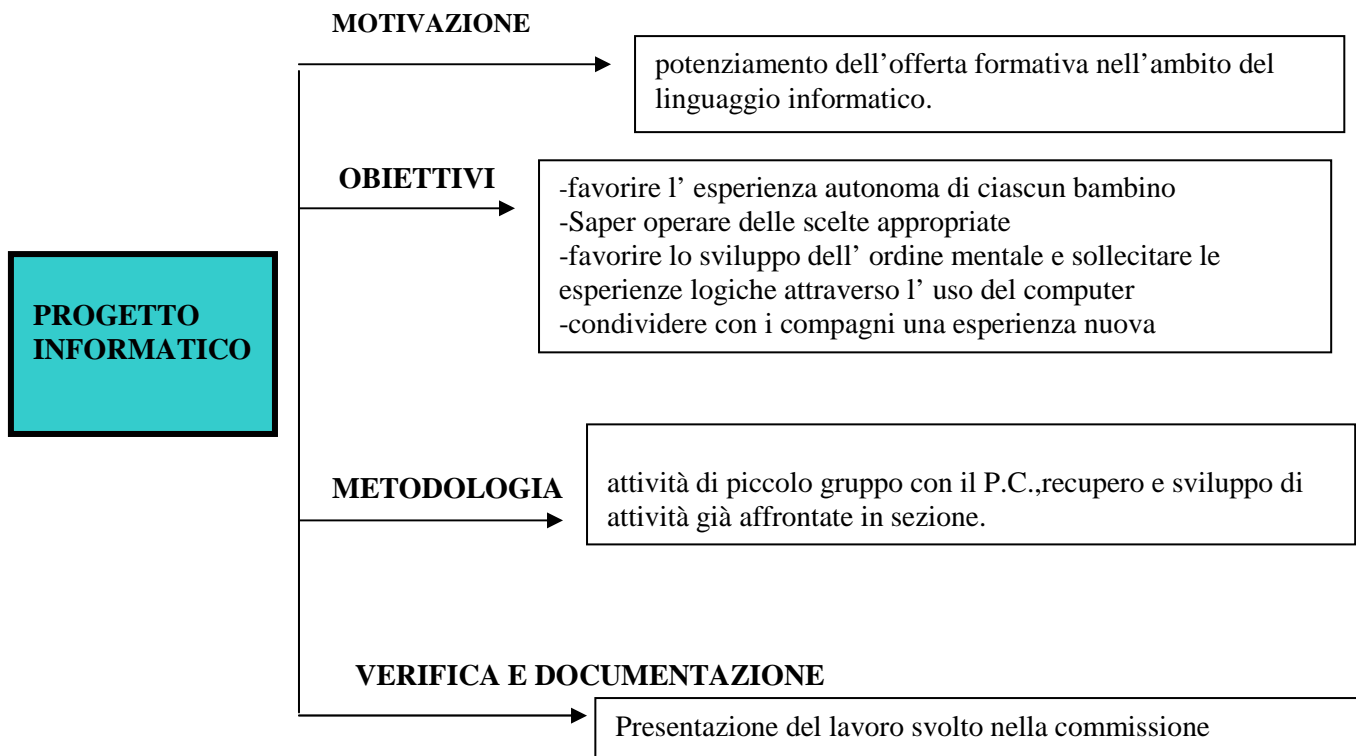 MOTIVAZIONE
potenziamento dell’offerta formativa nell’ambito del
linguaggio informatico.
OBIETTIVI
-favorire l’ esperienza autonoma di ciascun bambino
-Saper operare delle scelte appropriate
-favorire lo sviluppo dell’ ordine mentale e sollecitare le
esperienze logiche attraverso l’ uso del computer
-condividere con i compagni una esperienza nuova
PROGETTO
INFORMATICO
METODOLOGIA
attività di piccolo gruppo con il P.C.,recupero e sviluppo di
attività già affrontate in sezione.
VERIFICA E DOCUMENTAZIONE
Presentazione del lavoro svolto nella commissione